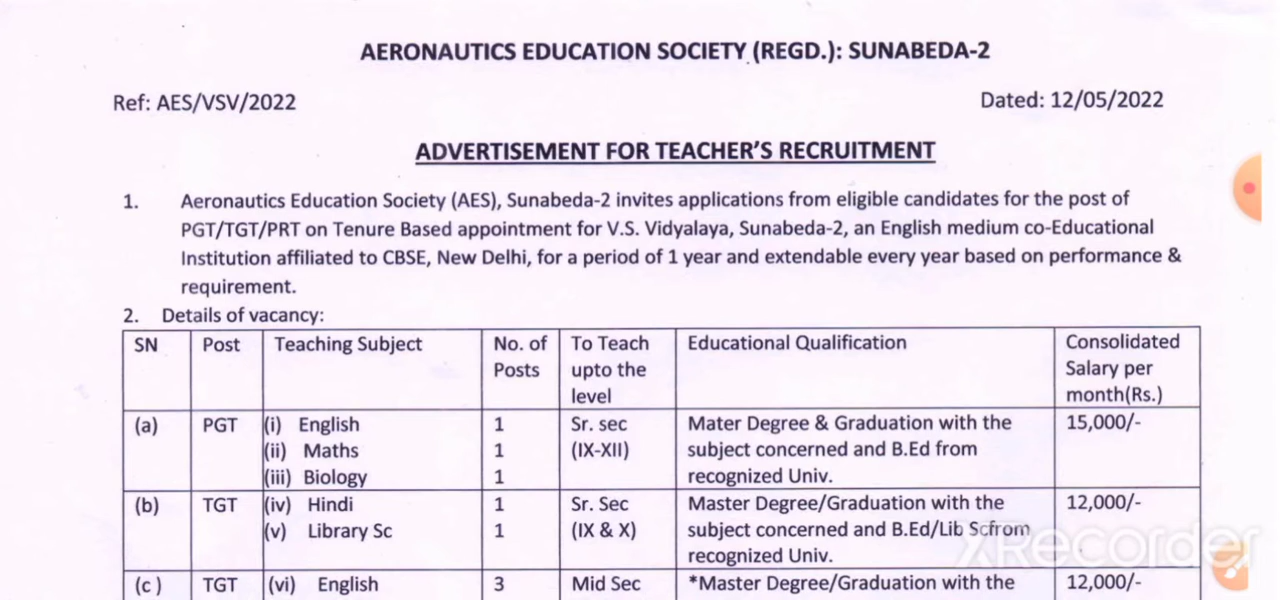 AERONAUTICS EDUCATION SOCIETY (REGD.): SUNABEDA-2
Ref: AES/VSV/2022 Dated: 12/05/2022
ADVERTISEMENT FOR TEACHER'S RECRUITMENT
1. Aeronautics Education Society (AES), Sunabeda-2 invites applications from eligible candidates for the post of
PGT/TGT/PRT on Tenure Based appointment for V.S. Vidyalaya, Sunabeda-2, an English medium co-Educational
Institution affiliated to CBSE, New Delhi, for a period of 1 year and extendable every year based on performance &
requirement.
2. Details of vacancy:
SN Post Teaching Subject No. of To Teach Educational Qualification Consolidated
Posts upto the Salary per
level month(Rs.)
(a) PGT (i) English 1 Sr. sec Mater Degree & Graduation with the 15,000/-
(ii) Maths 1 (IX-XII) subject concerned and B.Ed from
(iii) Biology 1 recognized Univ.
(b) TGT (iv) Hindi 1 Sr. Sec Master Degree/Graduation with the 12,000/-
(v) Library Sc 1 (IX & X) subject concerned and B.Ed/Lib Scfrom
recognized Univ.
XRecorder
(c) TGT (vi) English 3 Mid Sec *Master Degree/Graduation with the 12,000/-